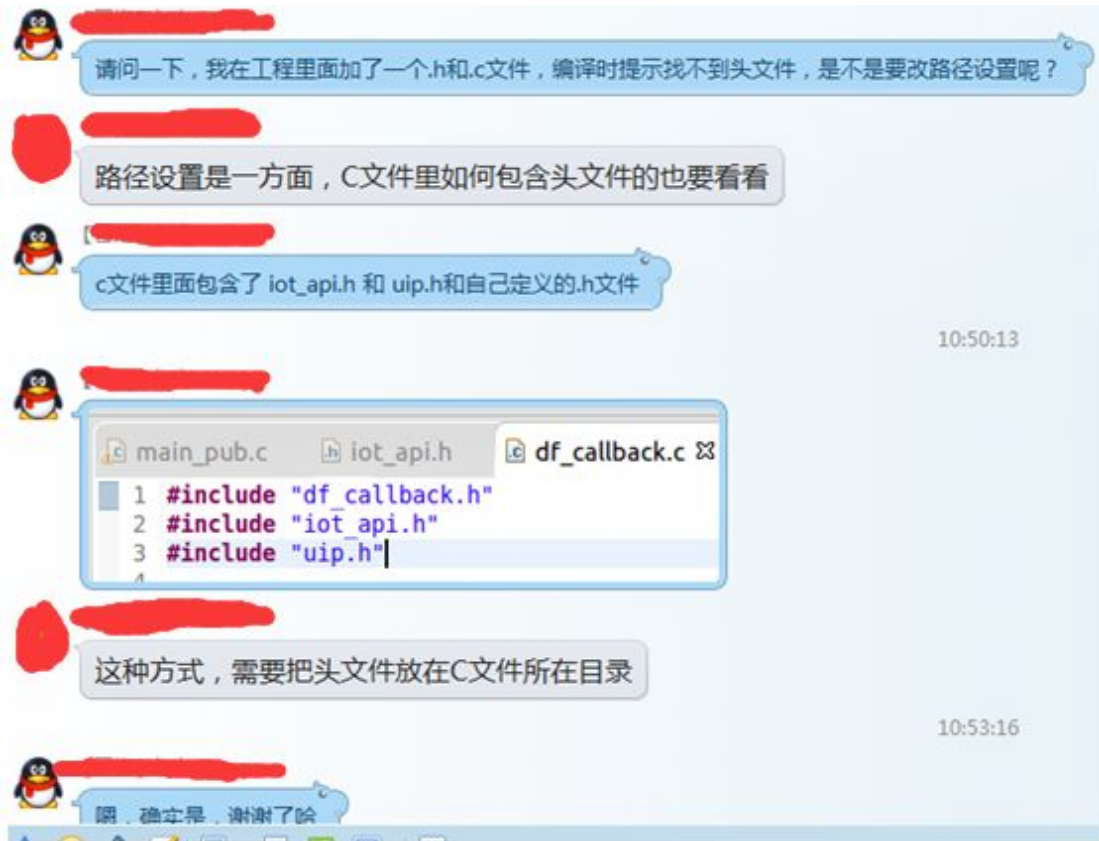 请问一下，我在工程里面加了一个.h和.c文件，编译时提示找不到头文件，是不是要改路径设置呢？
路径设置是一方面，C文件里如何包含头文件的也要看看
c文件里面包含了 iot_api.h 和 uip.h和自己定义的.h文件
10:50:13
main_pub.c iot_api.h df_callback.c
1 #include "df_callback.h"
2 #include "iot_api.h"
3 #include "uip.h"
4
这种方式，需要把头文件放在C文件所在目录
10:53:16
嗯，确实是，谢谢了哈